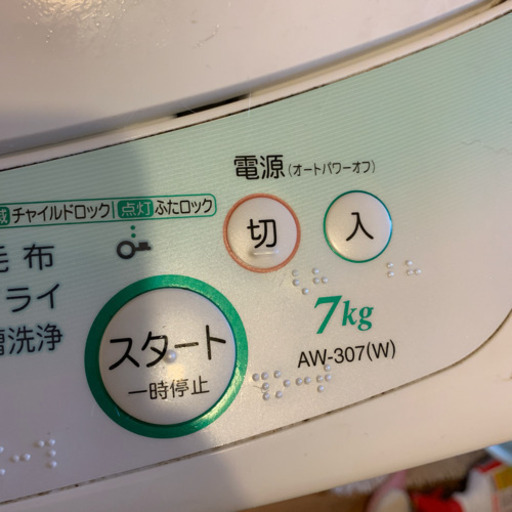 電源(オートパワーオフ)
減 チャイルドロック 点灯 ふたロック
切 入
毛布
ライ
槽洗浄
スタート
一時停止
7kg
AW-307(W)